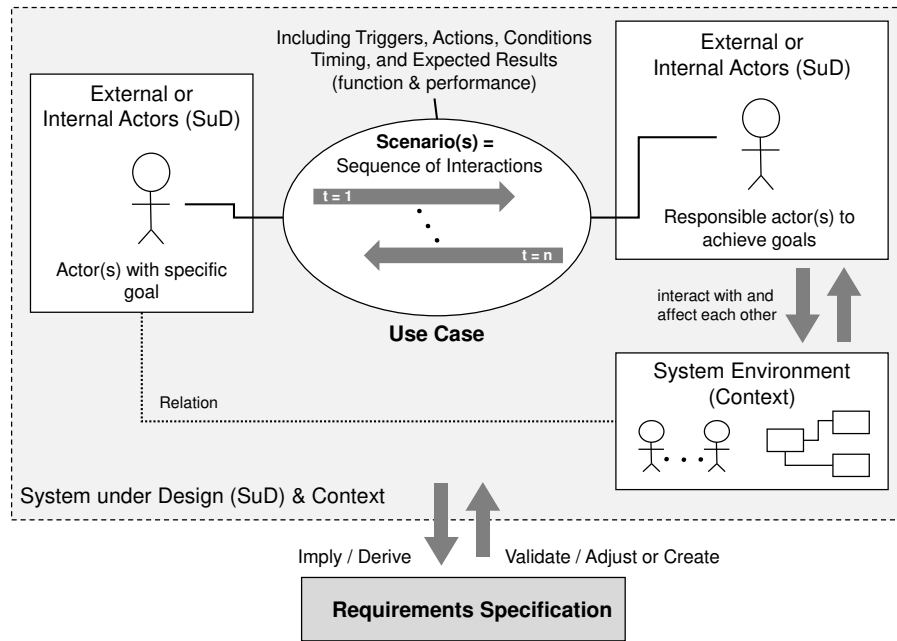 Including Triggers, Actions, Conditions
Timing, and Expected Results
(function & performance)
External or
Internal Actors (SuD)
Actor(s) with specific
goal
Scenario(s) =
Sequence of Interactions
t = 1
t = n
Use Case
External or
Internal Actors (SuD)
Responsible actor(s) to
achieve goals
interact with and
affect each other
System Environment
(Context)
Relation
System under Design (SuD) & Context
Imply / Derive
Validate / Adjust or Create
Requirements Specification